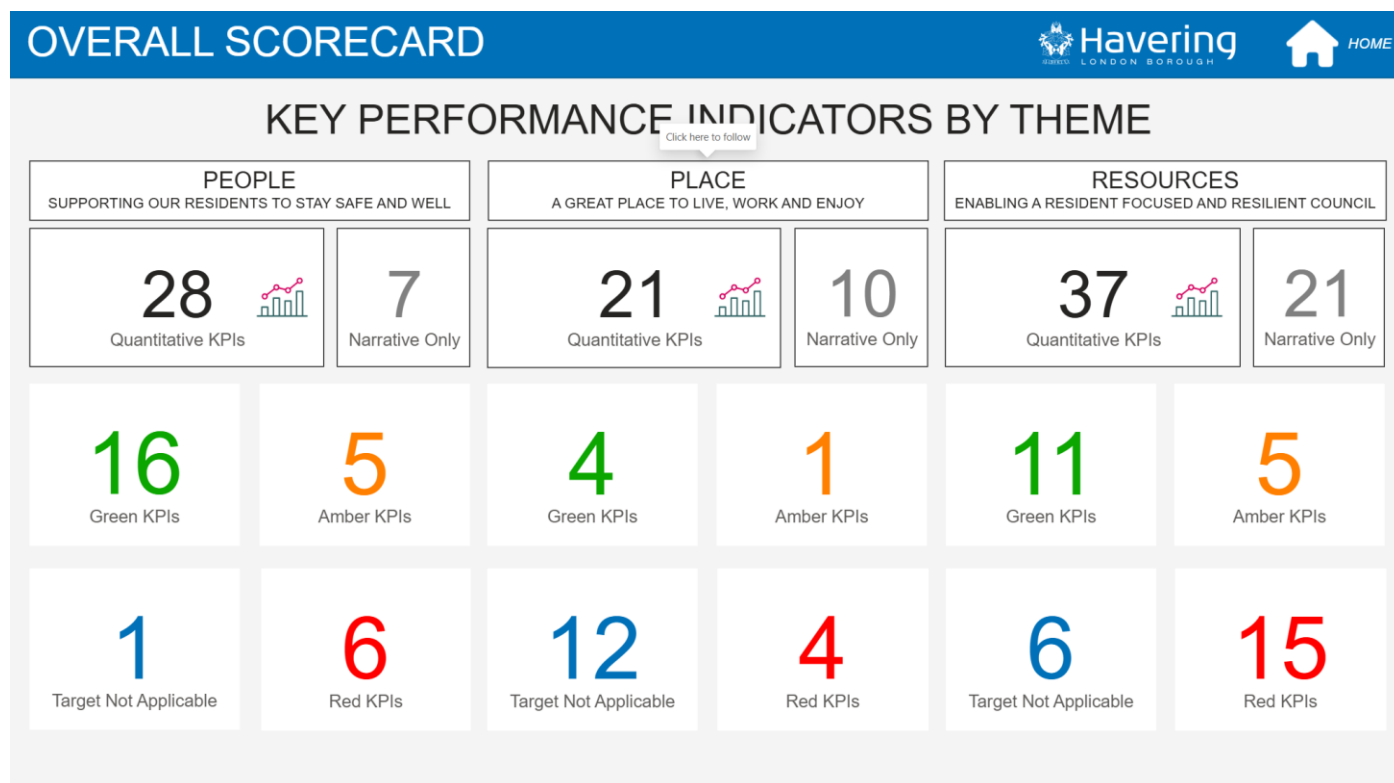 OVERALL SCORECARD
Havering
LONDON BOROUGH
HOME
KEY PERFORMANCE INDICATORS BY THEME
Click here to follow
PEOPLE
SUPPORTING OUR RESIDENTS TO STAY SAFE AND WELL
PLACE
A GREAT PLACE TO LIVE, WORK AND ENJOY
RESOURCES
ENABLING A RESIDENT FOCUSED AND RESILIENT COUNCIL
28
Quantitative KPIs
7
Narrative Only
21
Quantitative KPIs
10
Narrative Only
37
Quantitative KPIs
21
Narrative Only
16
Green KPIs
5
Amber KPIs
4
Green KPIs
1
Amber KPIs
11
Green KPIs
5
Amber KPIs
1
Target Not Applicable
6
Red KPIs
12
Target Not Applicable
4
Red KPIs
6
Target Not Applicable
15
Red KPIs